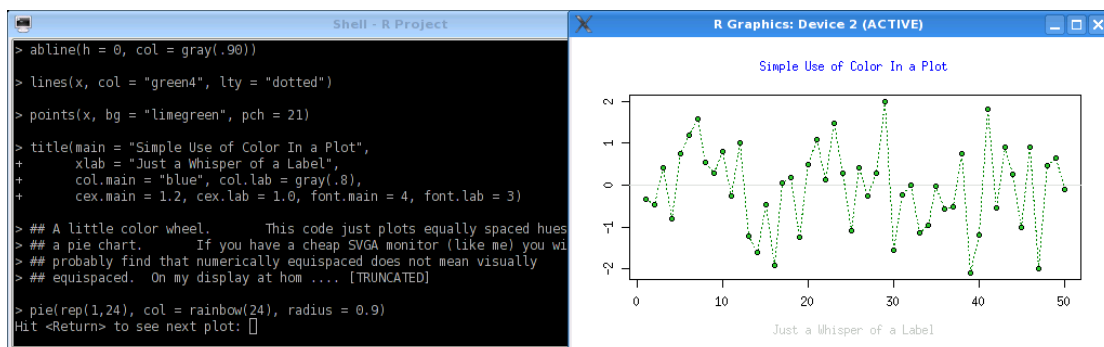 Shell - R Project
> abline(h = 0, col = gray(.90))
> lines(x, col = "green4", lty = "dotted")
> points(x, bg = "limegreen", pch = 21)
> title(main = "Simple Use of Color In a Plot",
+       xlab = "Just a Whisper of a Label",
+       col.main = "blue", col.lab = gray(.8),
+       cex.main = 1.2, cex.lab = 1.0, font.main = 4, font.lab = 3)
> ## A little color wheel.       This code just plots equally spaced hues
> ## a pie chart.       If you have a cheap SVGA monitor (like me) you wi
> ## probably find that numerically equispaced does not mean visually
> ## equispaced.  On my display at hom .... [TRUNCATED]
> pie(rep(1,24), col = rainbow(24), radius = 0.9)
Hit <Return> to see next plot:
R Graphics: Device 2 (ACTIVE)
Simple Use of Color In a Plot
2
1
0
-1
-2
0 10 20 30 40 50
Just a Whisper of a Label